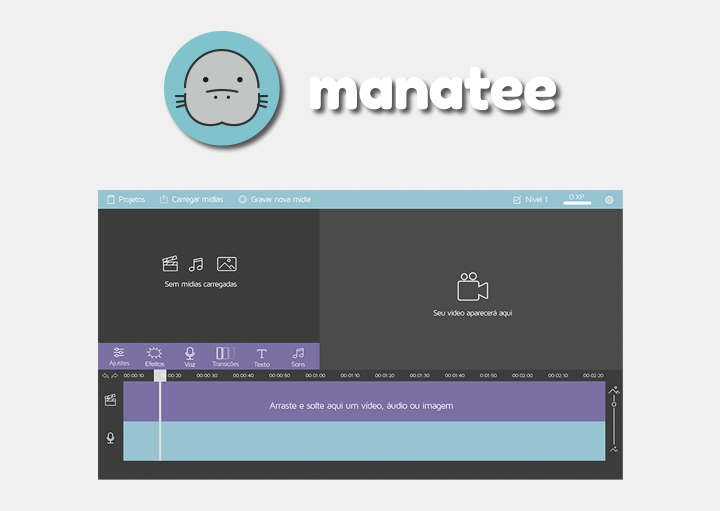 manatee
Projetos Carregar mídias Gravar nova mídia Nível 1 0 XP
Sem mídias carregadas
Seu vídeo aparecerá aqui
Ajustes Efeitos Voz Transições Texto Sons
00:00:10 00:00:20 00:00:30 00:00:40 00:00:50 00:01:00 00:01:10 00:01:20 00:01:30 00:01:40 00:01:50 00:02:00 00:02:10 00:02:20
Arraste e solte aqui um vídeo, áudio ou imagem